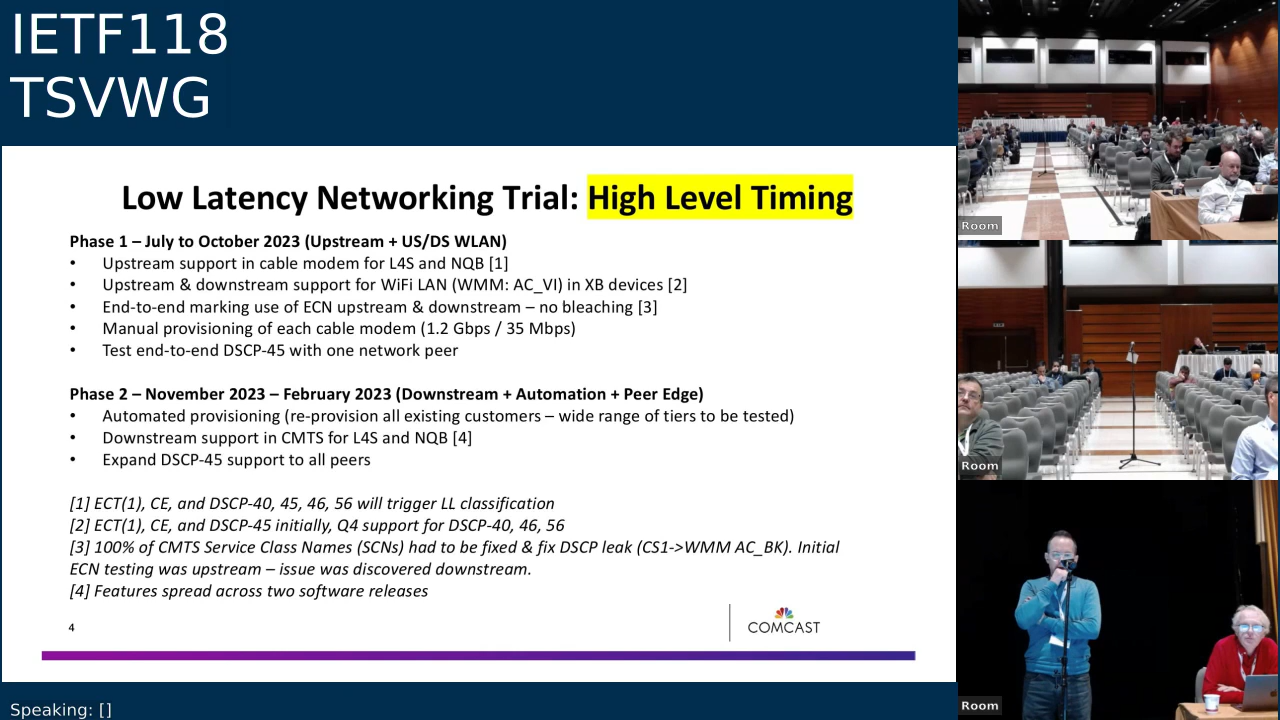 IETF118
TSVWG
Low Latency Networking Trial: High Level Timing
Phase 1 – July to October 2023 (Upstream + US/DS WLAN)
• Upstream support in cable modem for L4S and NQB [1]
• Upstream & downstream support for WiFi LAN (WMM: AC_VI) in XB devices [2]
• End-to-end marking use of ECN upstream & downstream – no bleaching [3]
• Manual provisioning of each cable modem (1.2 Gbps / 35 Mbps)
• Test end-to-end DSCP-45 with one network peer
Phase 2 – November 2023 – February 2023 (Downstream + Automation + Peer Edge)
• Automated provisioning (re-provision all existing customers – wide range of tiers to be tested)
• Downstream support in CMTS for L4S and NQB [4]
• Expand DSCP-45 support to all peers
[1] ECT(1), CE, and DSCP-40, 45, 46, 56 will trigger LL classification
[2] ECT(1), CE, and DSCP-45 initially, Q4 support for DSCP-40, 46, 56
[3] 100% of CMTS Service Class Names (SCNs) had to be fixed & fix DSCP leak (CS1->WMM AC_BK). Initial
ECN testing was upstream – issue was discovered downstream.
[4] Features spread across two software releases
4
COMCAST
Speaking: []
Room
Room
Room